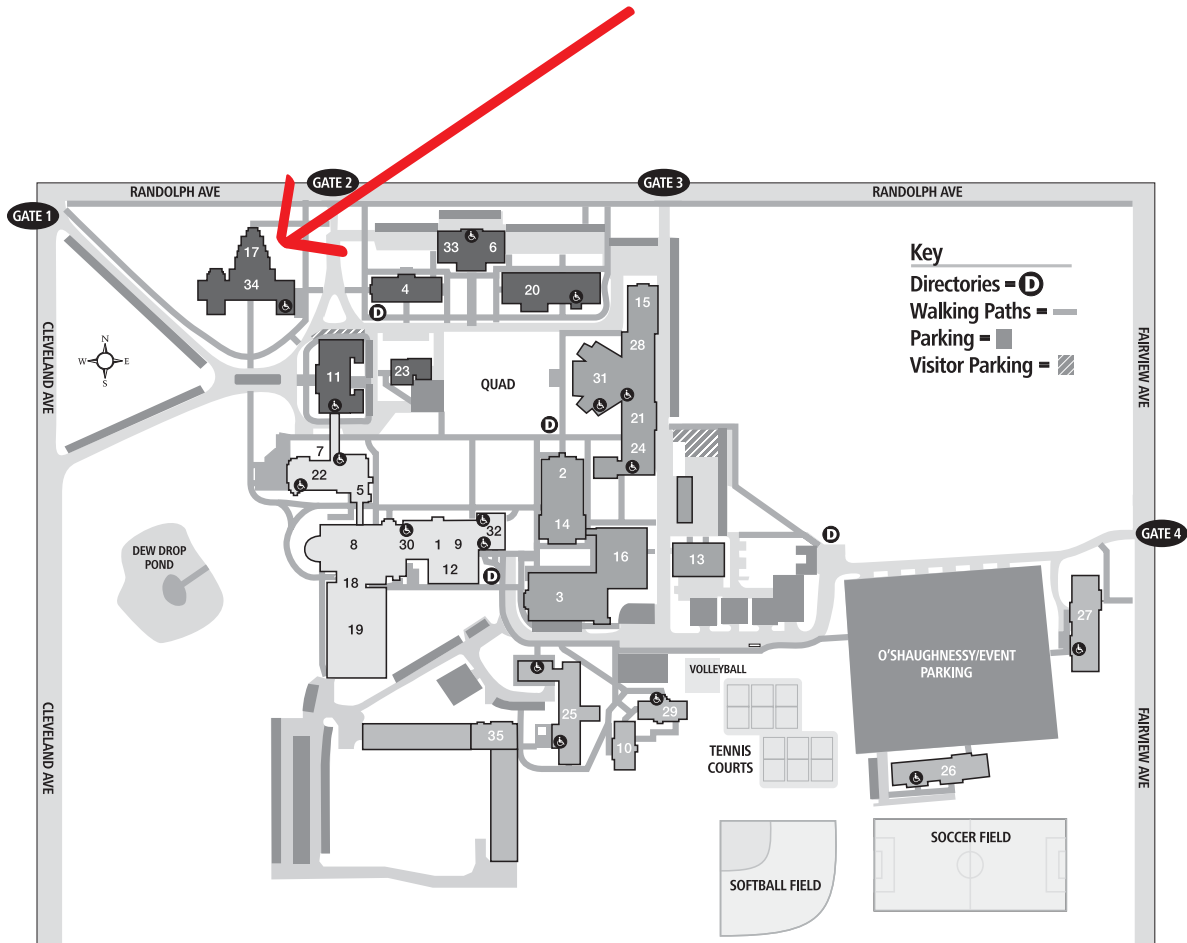 GATE 2
GATE 3
RANDOLPH AVE
RANDOLPH AVE
GATE 1
17
34
33
6
4
20
D
15
28
31
21
24
Key
Directories = D
Walking Paths =
Parking =
Visitor Parking =
CLEVELAND AVE
N
W E
S
11
23
QUAD
D
FAIRVIEW AVE
7
22
5
2
14
8
30
1
9
32
12
D
18
19
16
3
13
D
GATE 4
DEW DROP
POND
27
O'SHAUGHNESSY/EVENT
PARKING
VOLLEYBALL
CLEVELAND AVE
25
29
10
35
TENNIS
COURTS
26
FAIRVIEW AVE
SOFTBALL FIELD
SOCCER FIELD